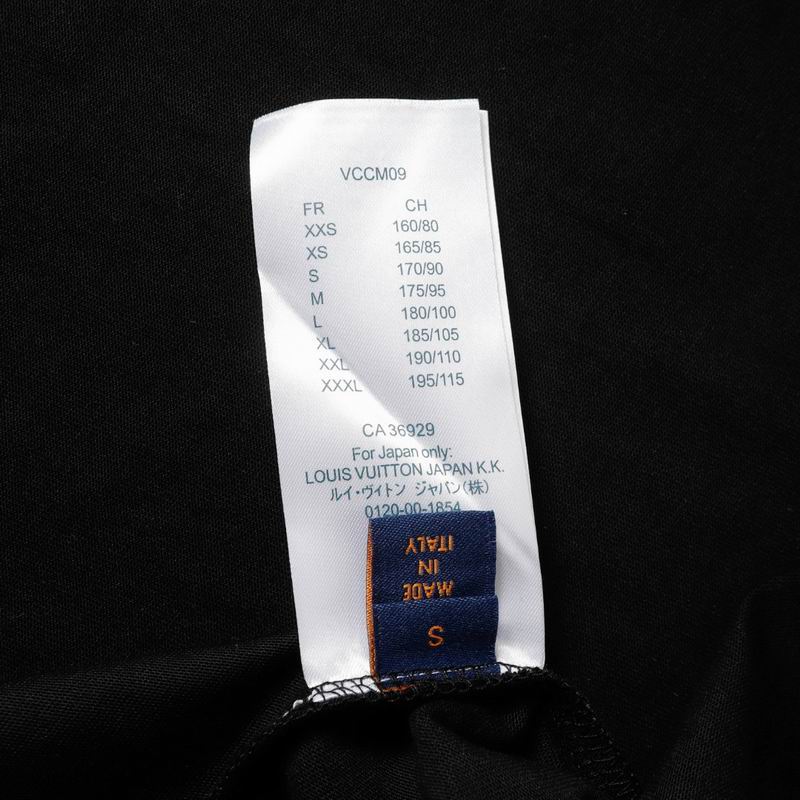 VCCM09
FR CH
XXS 160/80
XS 165/85
S 170/90
M 175/95
L 180/100
XL 185/105
XXL 190/110
XXXL 195/115
CA 36929
For Japan only:
LOUIS VUITTON JAPAN K.K.
ルイ・ヴィトン ジャパン(株)
0120-00-1854
MADE
IN
ITALY
S